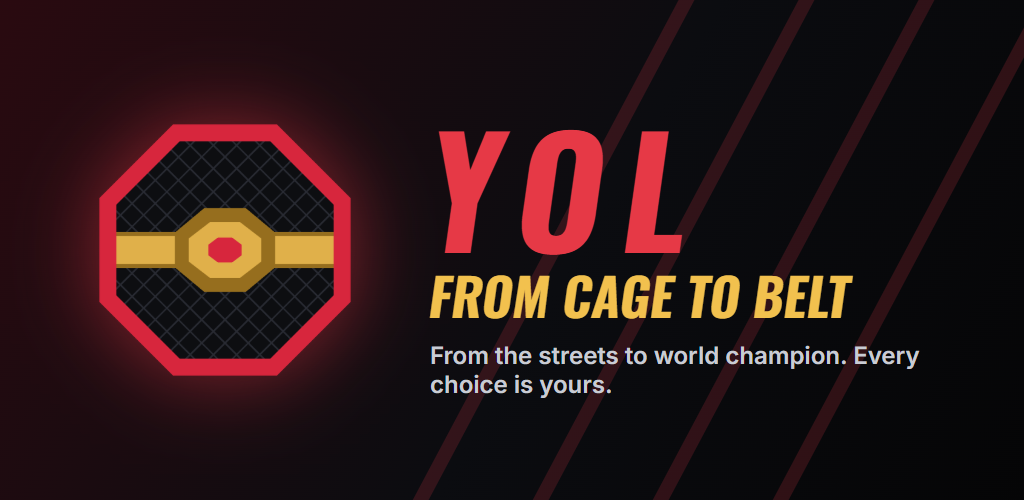 YOL
FROM CAGE TO BELT
From the streets to world champion. Every
choice is yours.